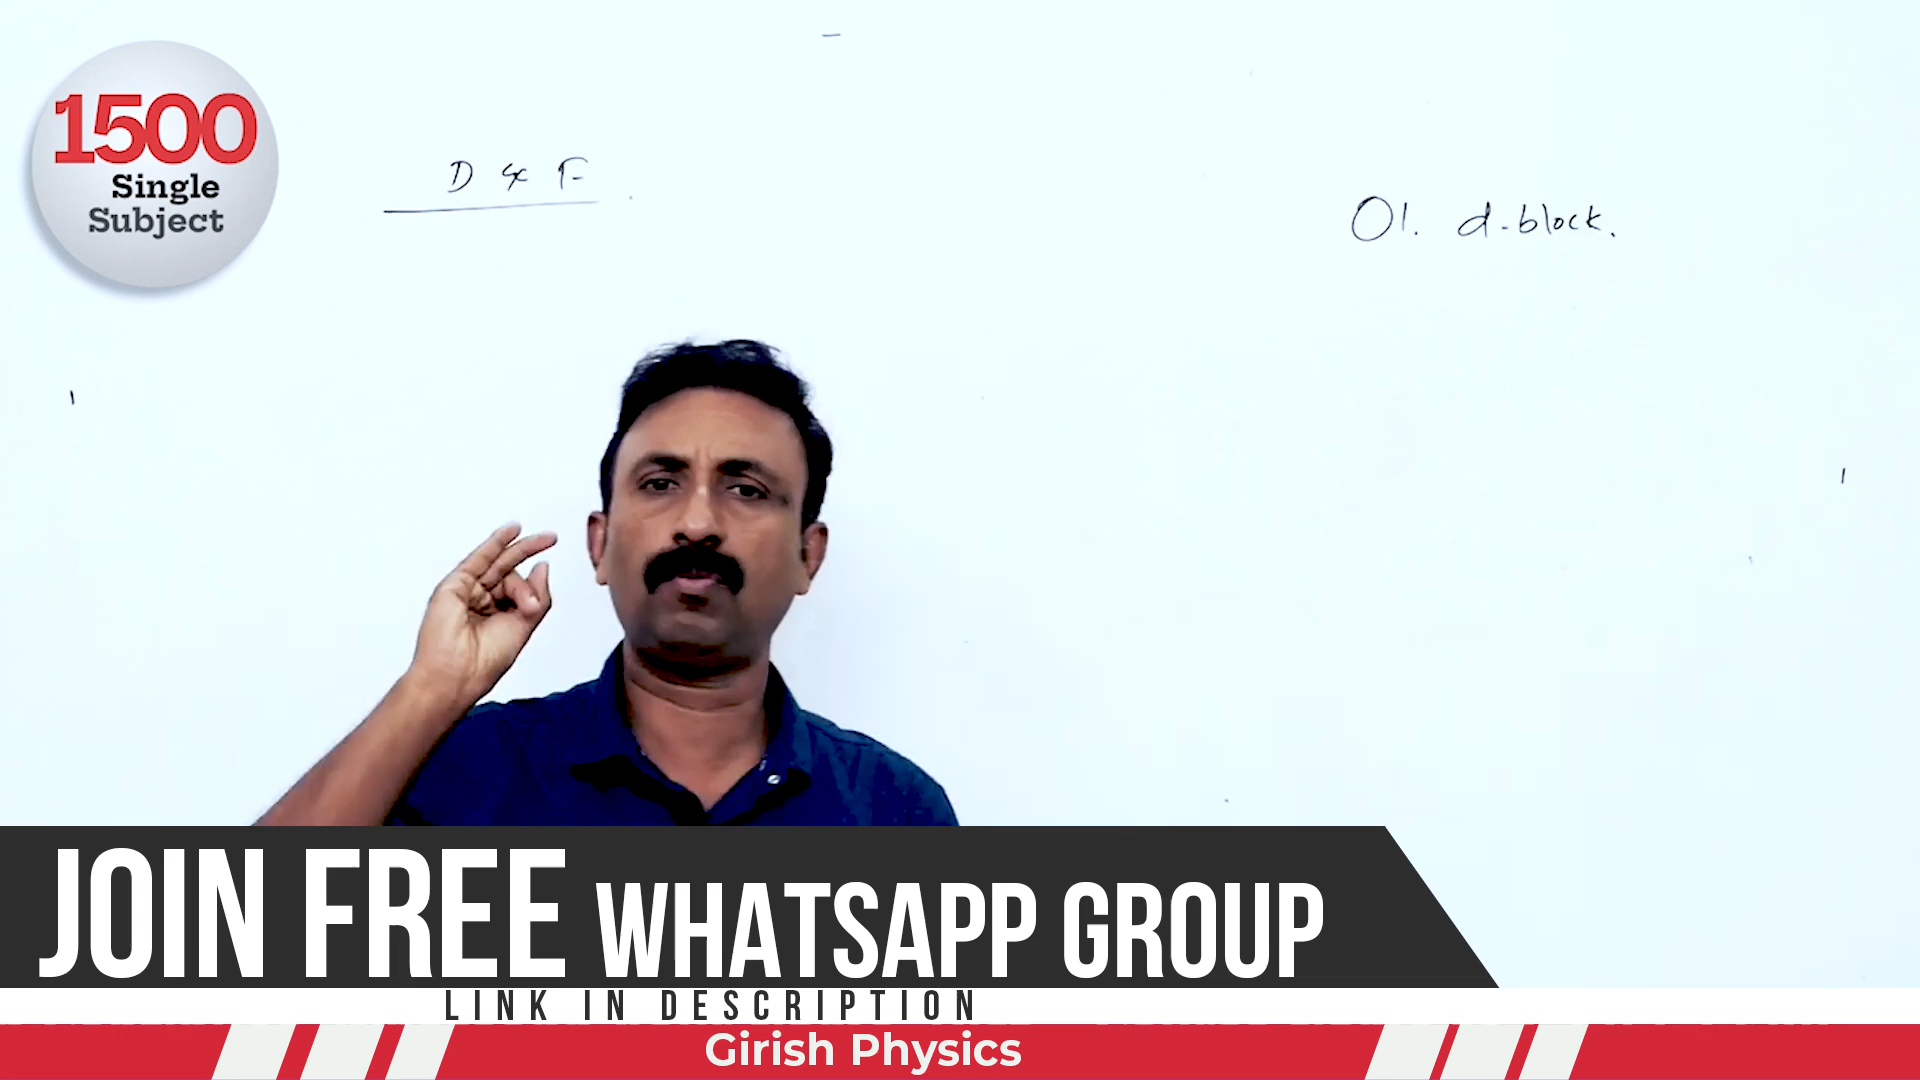 1500
Single
Subject
D & F
01. d-block.
JOIN FREE WHATSAPP GROUP
LINK IN DESCRIPTION
Girish Physics